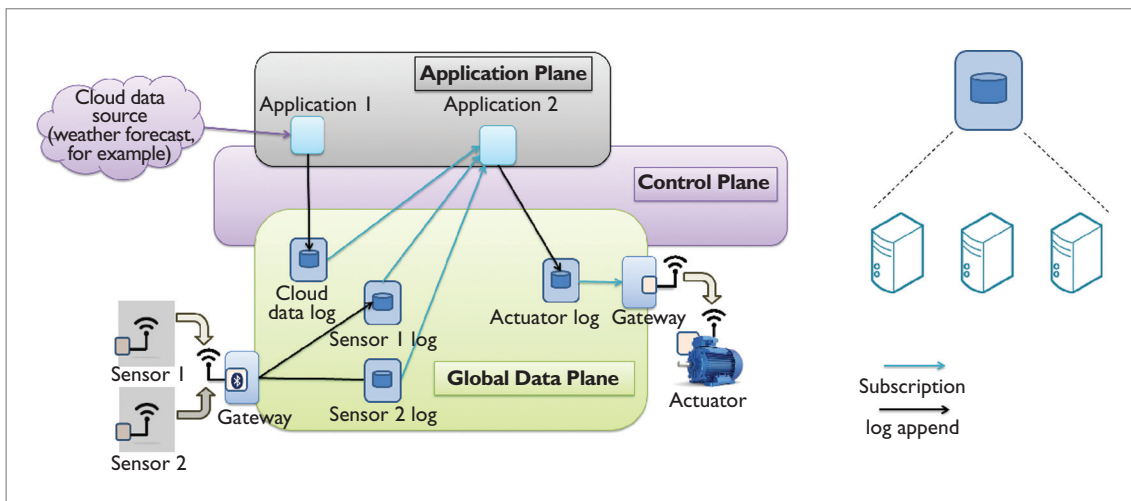 Application Plane
Application 1
Application 2
Cloud data
source
(weather forecast,
for example)
Control Plane
Cloud
data log
Sensor 1 log
Actuator log
Gateway
Sensor 1
Gateway
Sensor 2 log
Global Data Plane
Actuator
Sensor 2
Subscription
log append